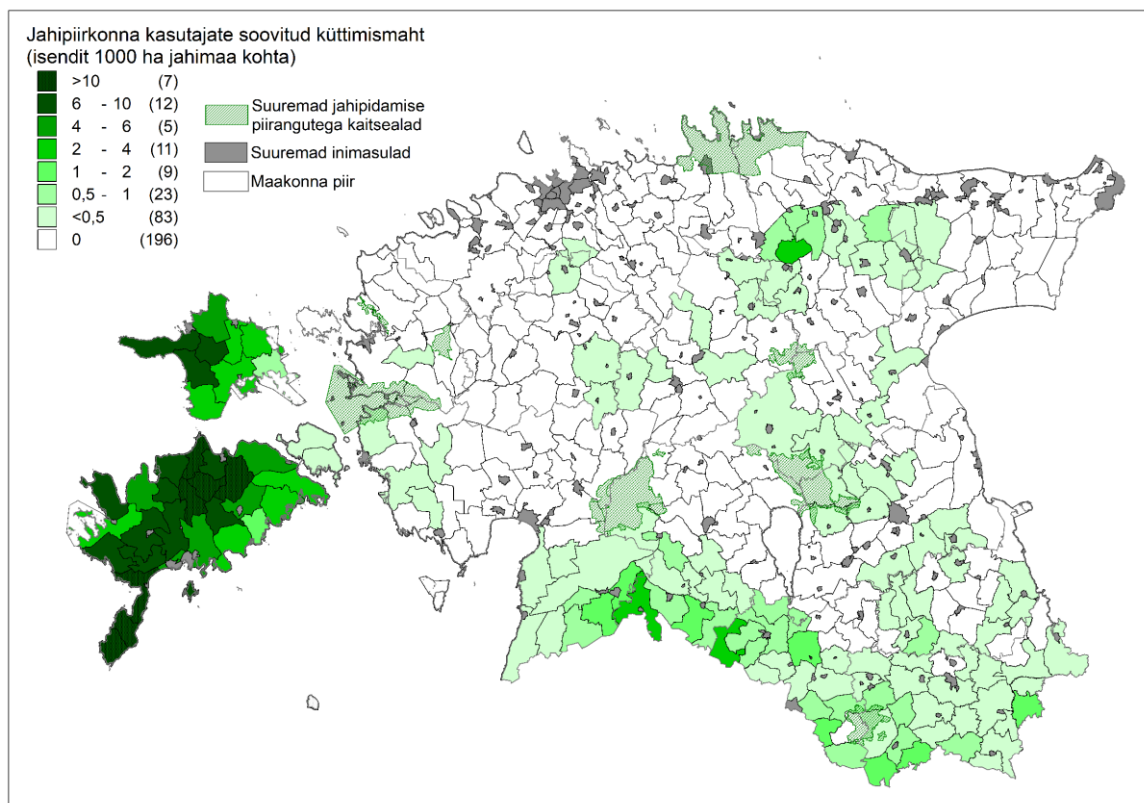 Jahipiirkonna kasutajate soovitud küttimismaht
(isendit 1000 ha jahimaa kohta)
>10 (7)
6 - 10 (12)
4 - 6 (5)
2 - 4 (11)
1 - 2 (9)
0,5 - 1 (23)
<0,5 (83)
0 (196)
Suuremad jahipidamise
piirangutega kaitsealad
Suuremad inimasulad
Maakonna piir